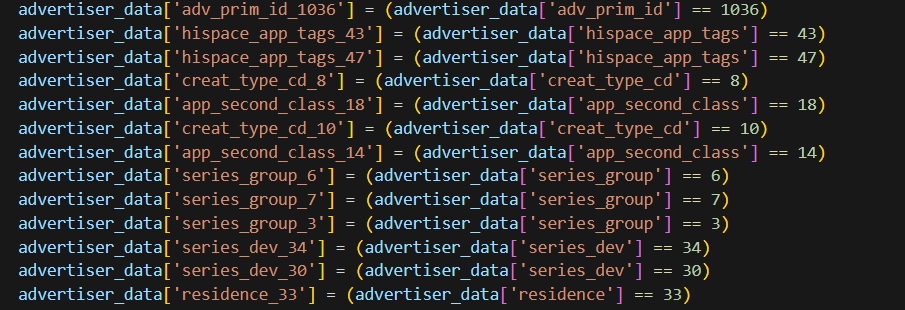 advertiser_data['adv_prim_id_1036'] = (advertiser_data['adv_prim_id'] == 1036)
advertiser_data['hispace_app_tags_43'] = (advertiser_data['hispace_app_tags'] == 43)
advertiser_data['hispace_app_tags_47'] = (advertiser_data['hispace_app_tags'] == 47)
advertiser_data['creat_type_cd_8'] = (advertiser_data['creat_type_cd'] == 8)
advertiser_data['app_second_class_18'] = (advertiser_data['app_second_class'] == 18)
advertiser_data['creat_type_cd_10'] = (advertiser_data['creat_type_cd'] == 10)
advertiser_data['app_second_class_14'] = (advertiser_data['app_second_class'] == 14)
advertiser_data['series_group_6'] = (advertiser_data['series_group'] == 6)
advertiser_data['series_group_7'] = (advertiser_data['series_group'] == 7)
advertiser_data['series_group_3'] = (advertiser_data['series_group'] == 3)
advertiser_data['series_dev_34'] = (advertiser_data['series_dev'] == 34)
advertiser_data['series_dev_30'] = (advertiser_data['series_dev'] == 30)
advertiser_data['residence_33'] = (advertiser_data['residence'] == 33)